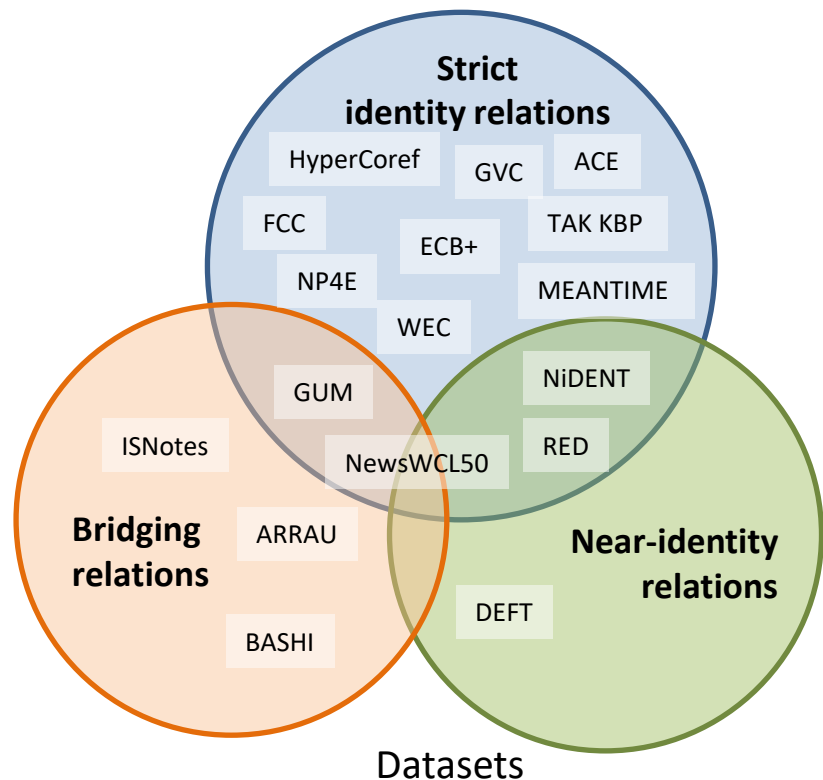 Strict
identity relations
HyperCoref
GVC
ACE
FCC
TAK KBP
ECB+
NP4E
MEANTIME
WEC
GUM
NiDENT
ISNotes
NewsWCL50
RED
Bridging
relations
ARRAU
Near-identity
relations
DEFT
BASHI
Datasets